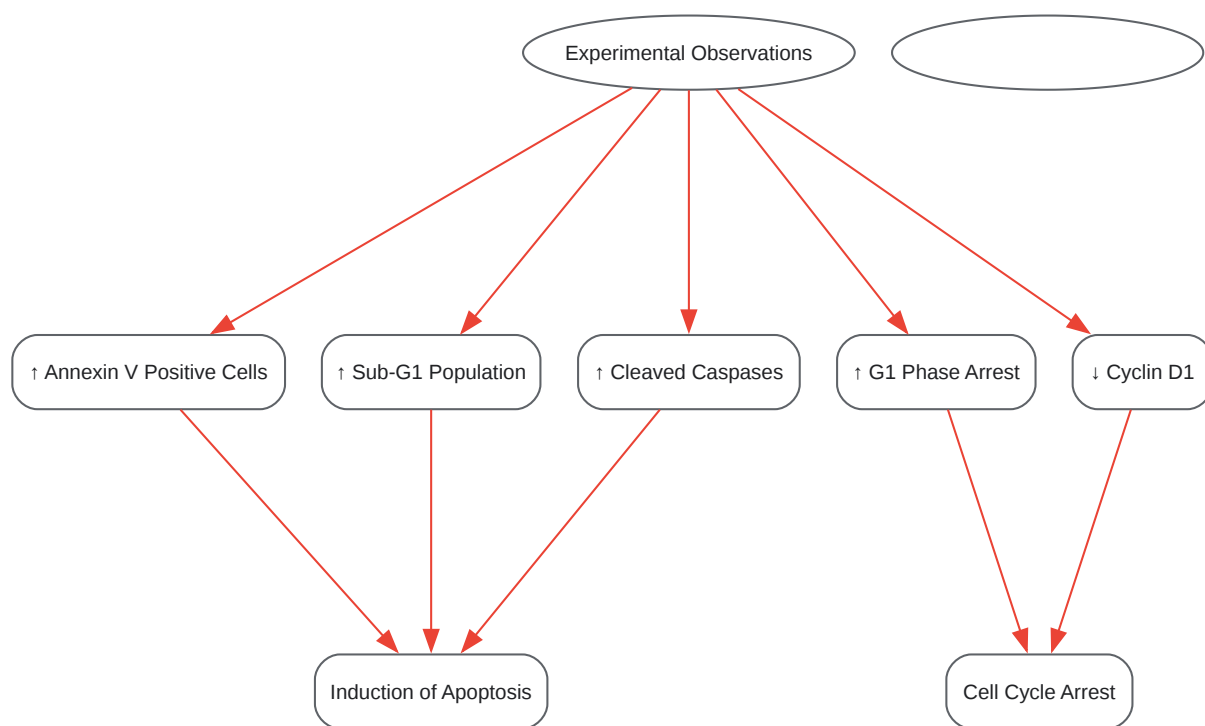 Experimental Observations
↑ Annexin V Positive Cells
↑ Sub-G1 Population
↑ Cleaved Caspases
↑ G1 Phase Arrest
↓ Cyclin D1
Induction of Apoptosis
Cell Cycle Arrest